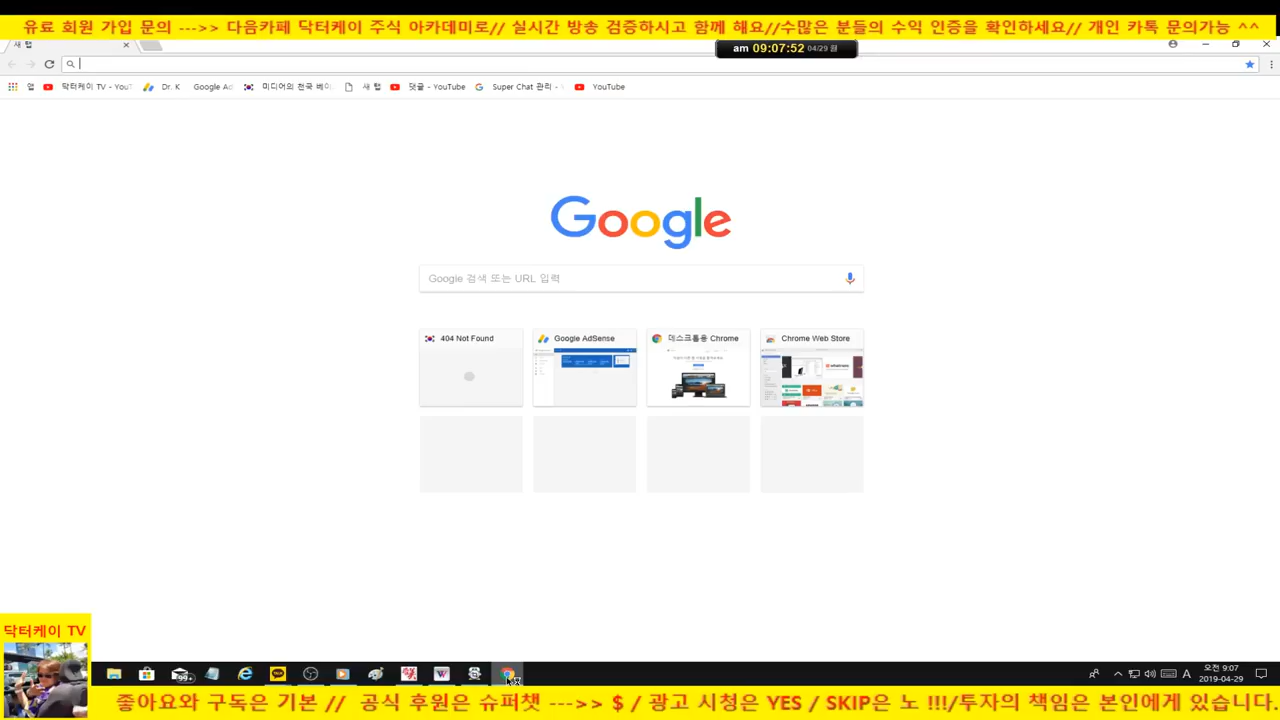 유료 회원 가입 문의 --->> 다음카페 닥터케이 주식 아카데미로// 실시간 방송 검증하시고 함께 해요//수많은 분들의 수익 인증을 확인하세요// 개인 카톡 문의가능 ^^
새 탭
am 09:07:52 04/29 월
앱 닥터케이 TV - YouT Dr. K Google Ad 미디어의 천국 베이 새 탭 댓글 - YouTube Super Chat 관리 - YouTube
Google
Google 검색 또는 URL 입력
404 Not Found Google AdSense 데스크톱용 Chrome Chrome Web Store
닥터케이 TV
99+
A 오전 9:07
2019-04-29
좋아요와 구독은 기본 // 공식 후원은 슈퍼챗 --->> $ / 광고 시청은 YES / SKIP은 노 !!!/투자의 책임은 본인에게 있습니다.